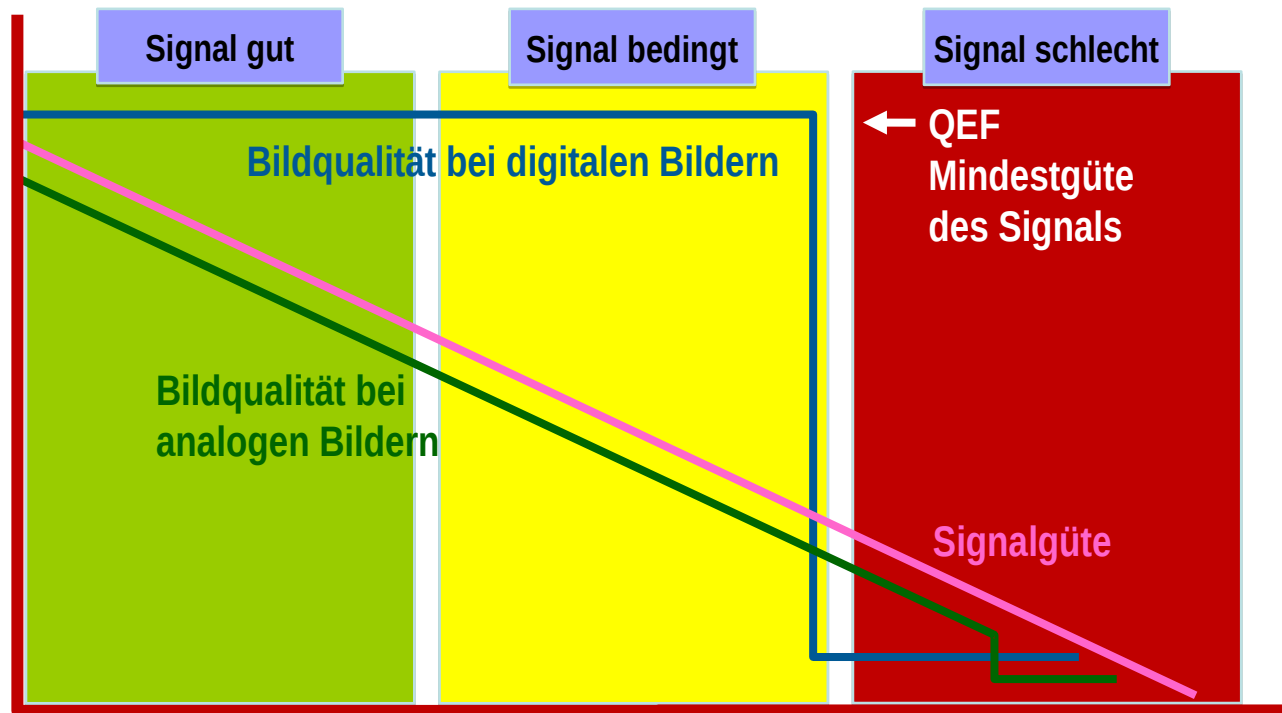 Signal gut
Signal bedingt
Signal schlecht
QEF
Mindestgüte
des Signals
Bildqualität bei digitalen Bildern
Bildqualität bei
analogen Bildern
Signalgüte